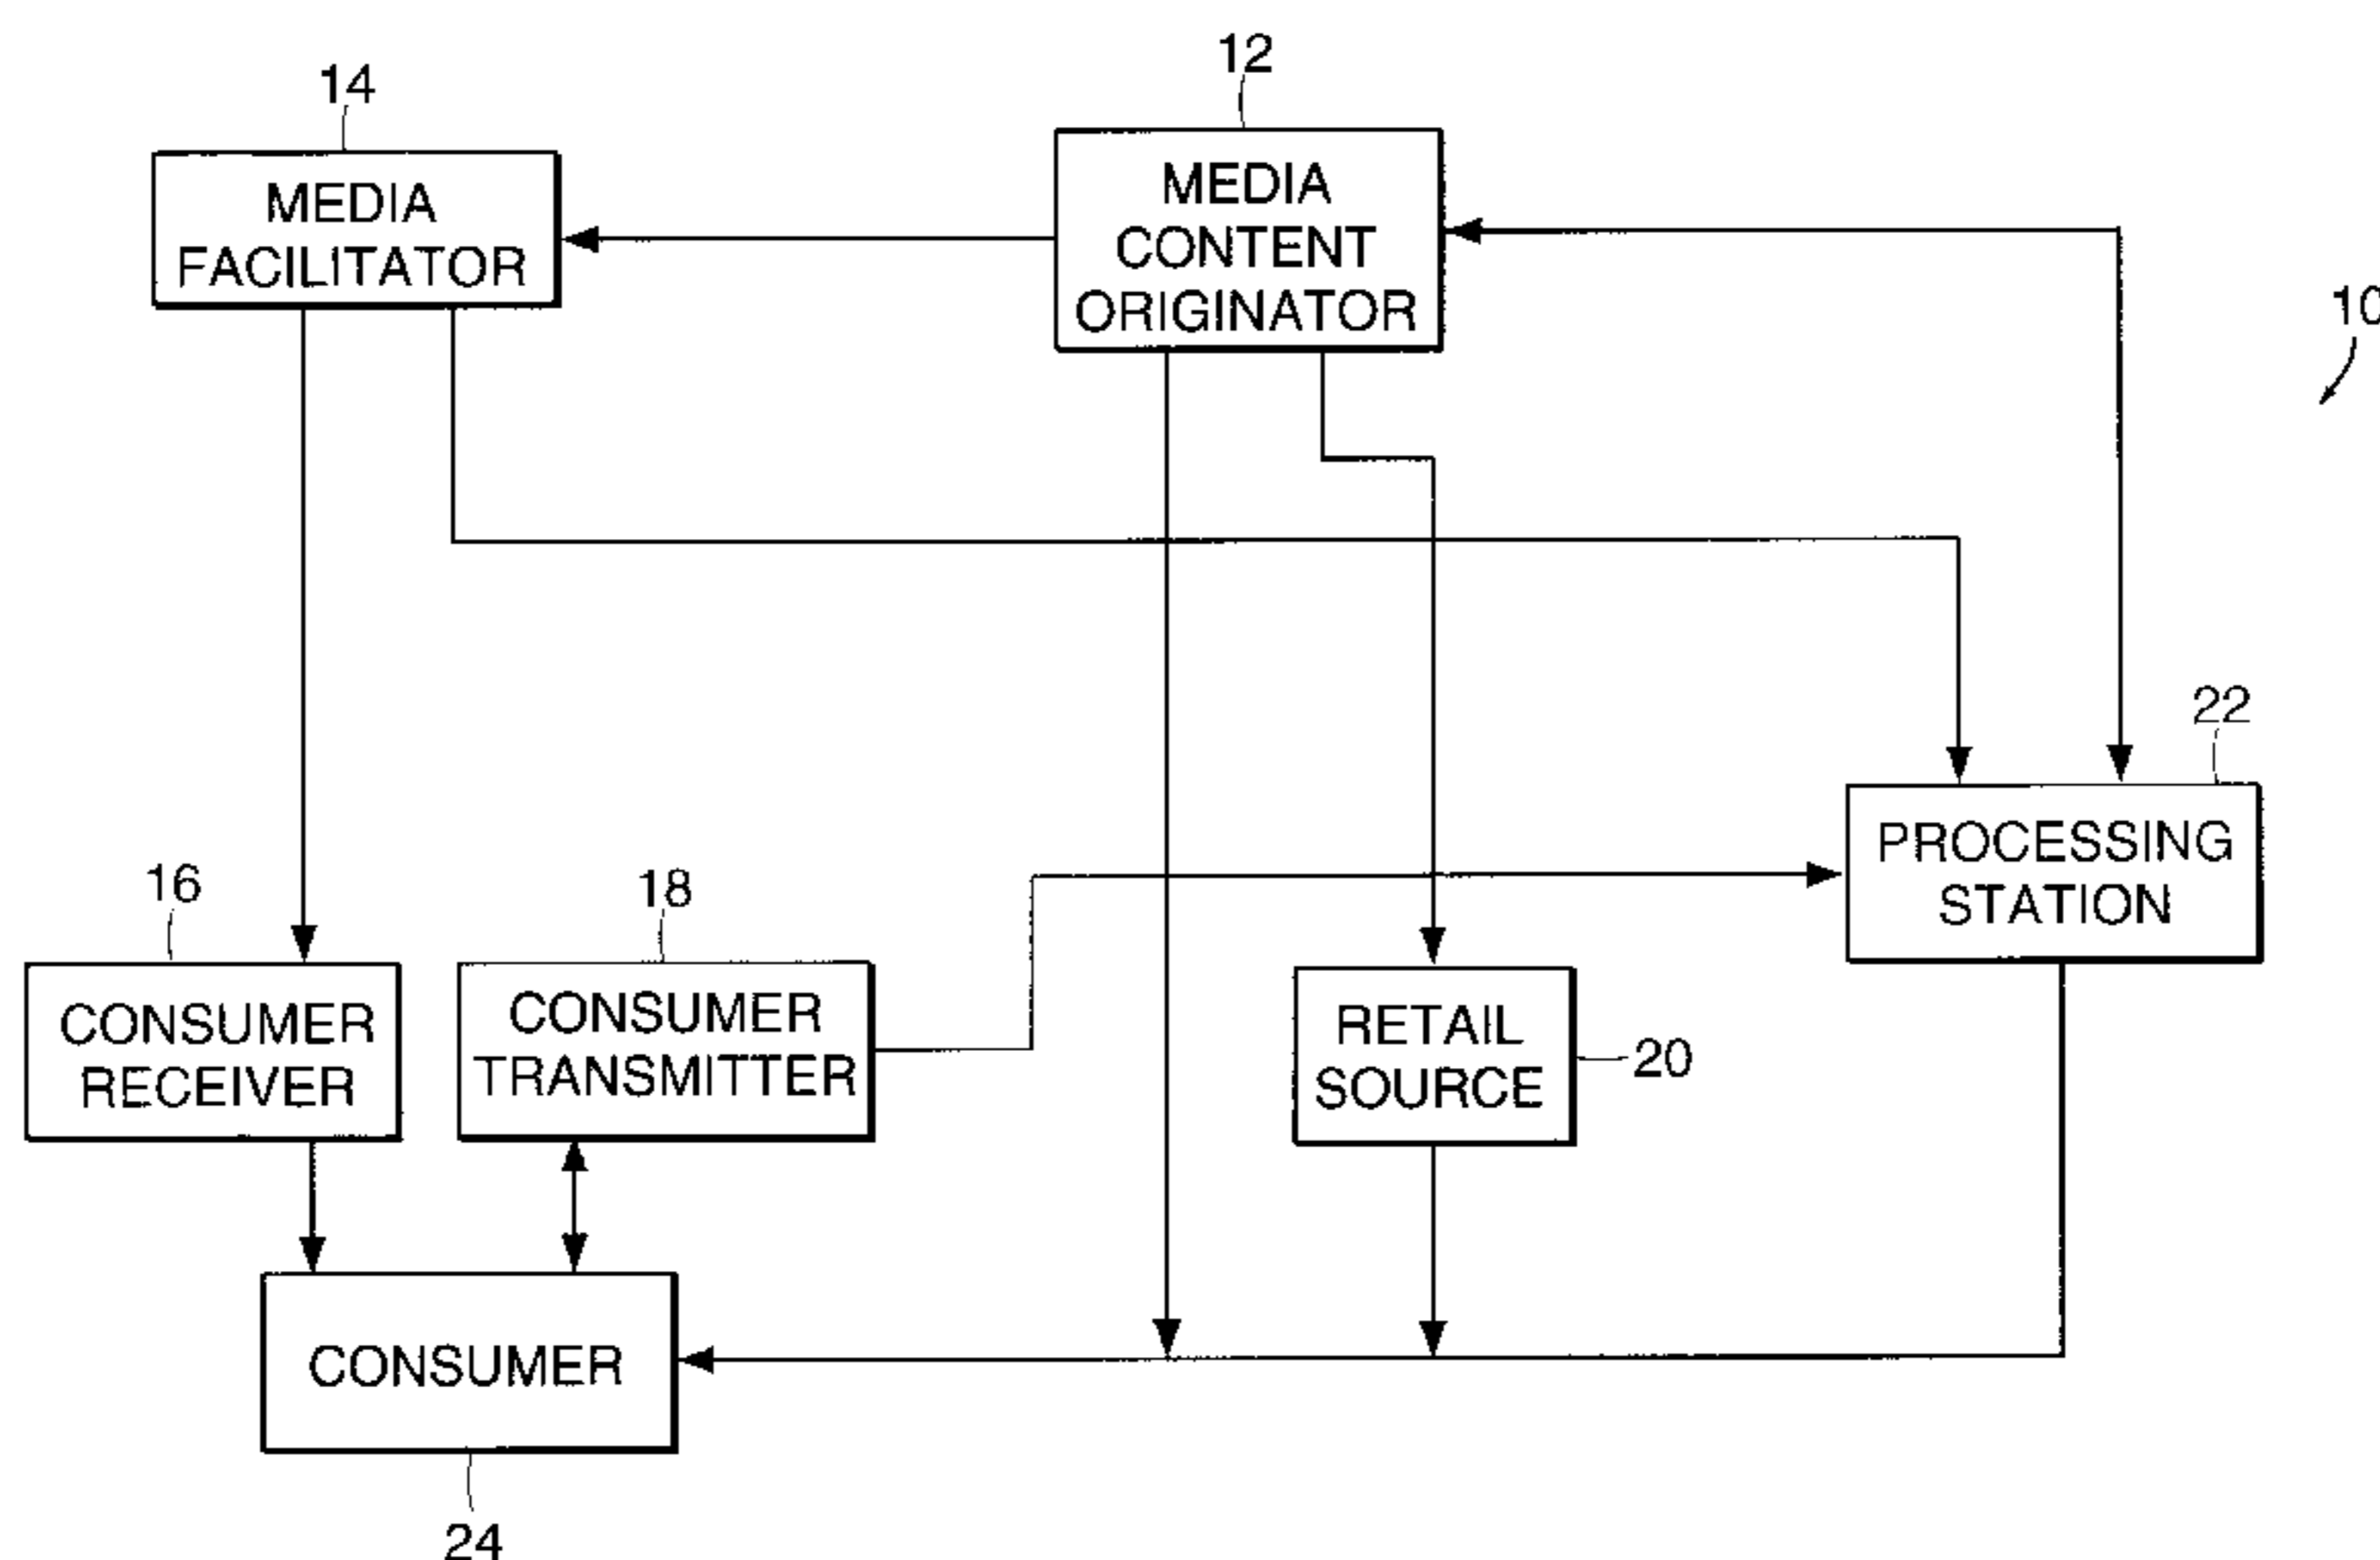 12
14
MEDIA
FACILITATOR
MEDIA
CONTENT
ORIGINATOR
10
22
PROCESSING
STATION
16
18
CONSUMER
RECEIVER
CONSUMER
TRANSMITTER
RETAIL
SOURCE
20
CONSUMER
24